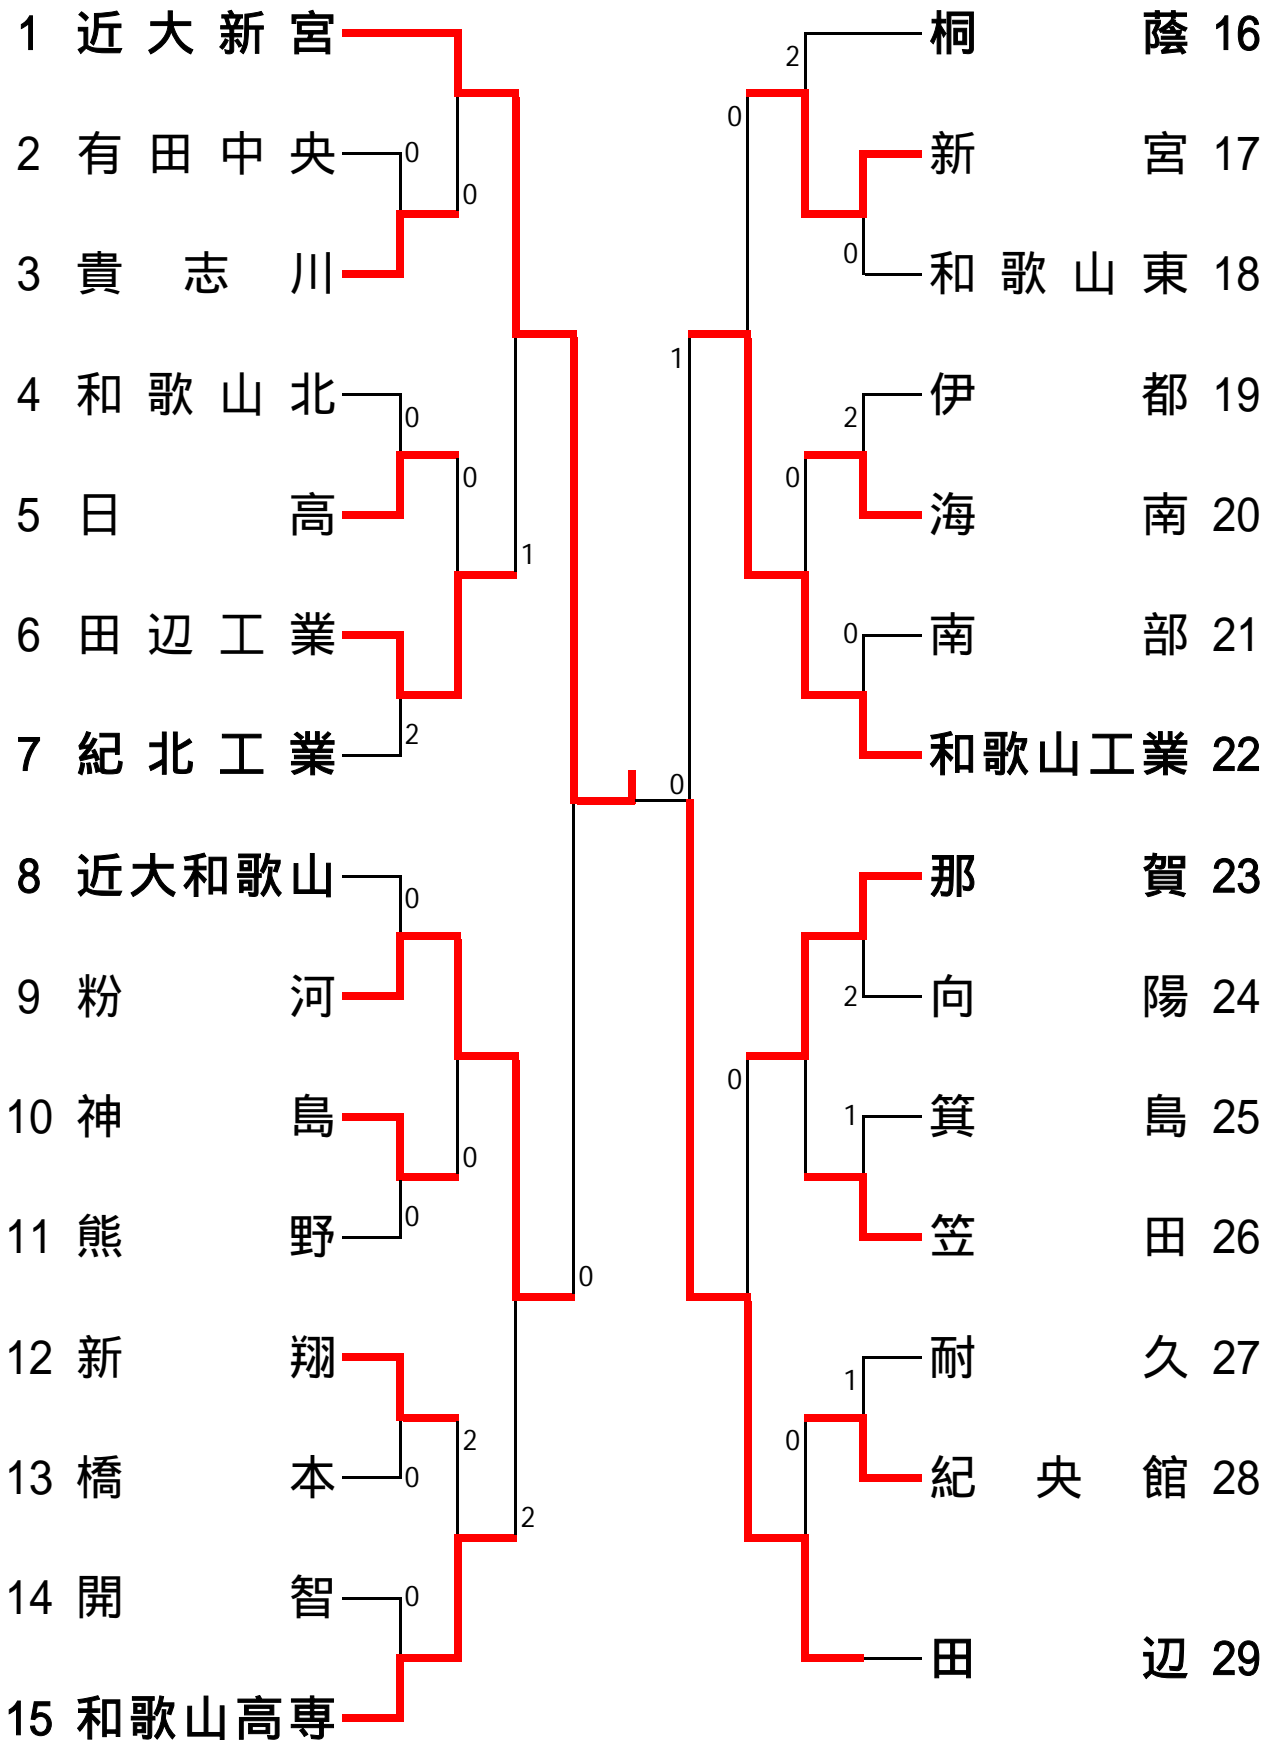 1 近大新宮
2 有田中央
3 貴志川
4 和歌山北
5 日高
6 田辺工業
7 紀北工業
8 近大和歌山
9 粉河
10 神島
11 熊野
12 新翔
13 橋本
14 開智
15 和歌山高専
0
0
0
0
1
2
0
0
0
0
2
0
2
0
桐蔭 16
新宮 17
和歌山東 18
伊都 19
海南 20
南部 21
和歌山工業 22
那賀 23
向陽 24
箕島 25
笠田 26
耐久 27
紀央館 28
田辺 29
2
0
0
1
2
0
0
0
2
0
1
1
0